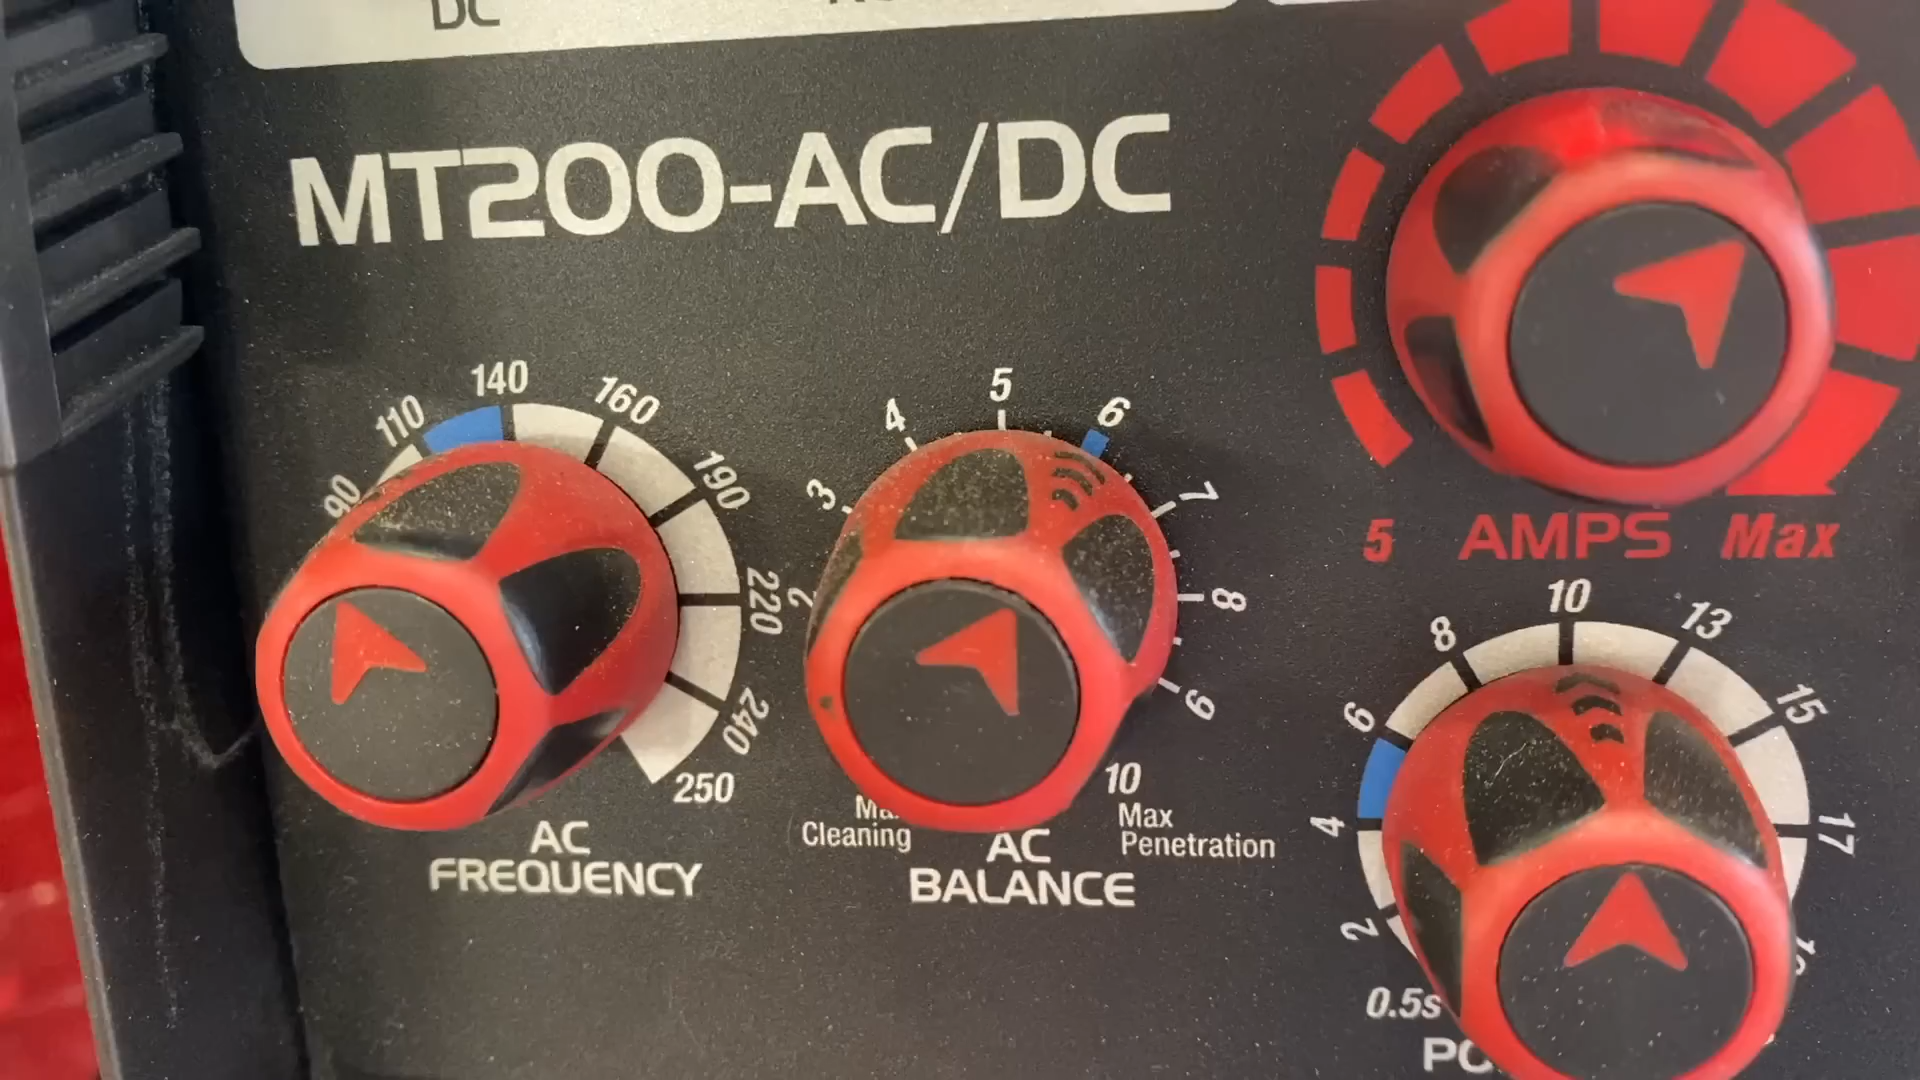 DC
MT200-AC/DC
90
110
140
160
190
220
240
250
AC
FREQUENCY
2
3
4
5
6
7
8
9
10
Cleaning
Max
Penetration
AC
BALANCE
5 AMPS Max
0.5s
2
4
6
8
10
13
15
17